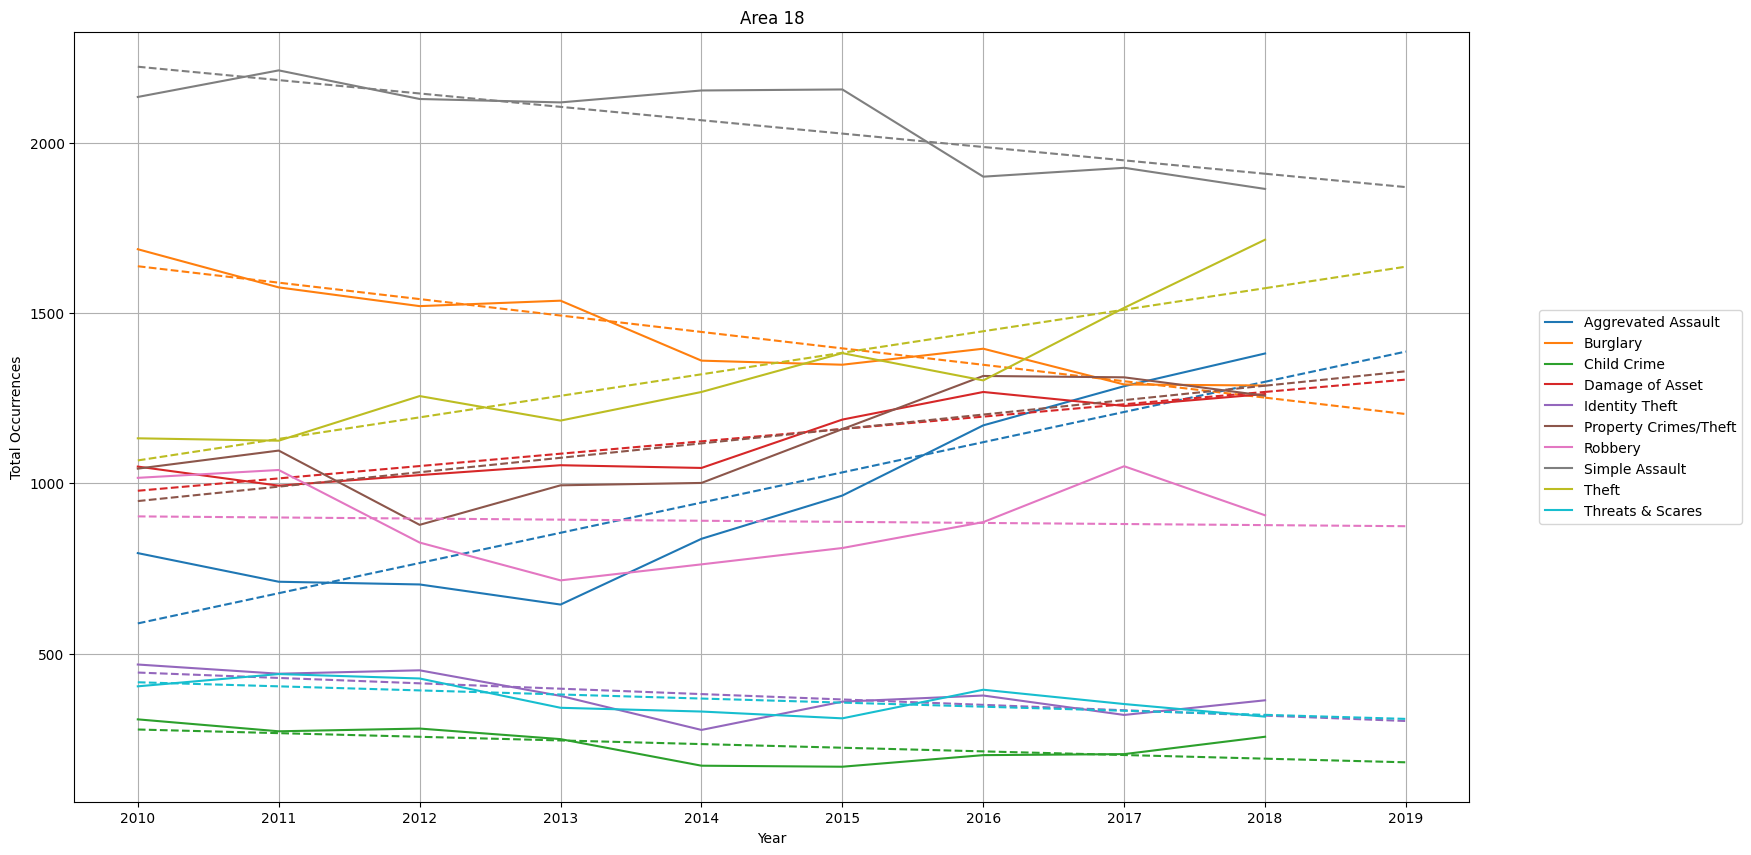 Area 18
Total Occurrences
2000
1500
1000
500
2010 2011 2012 2013 2014 2015 2016 2017 2018 2019
Year
Aggrevated Assault
Burglary
Child Crime
Damage of Asset
Identity Theft
Property Crimes/Theft
Robbery
Simple Assault
Theft
Threats & Scares